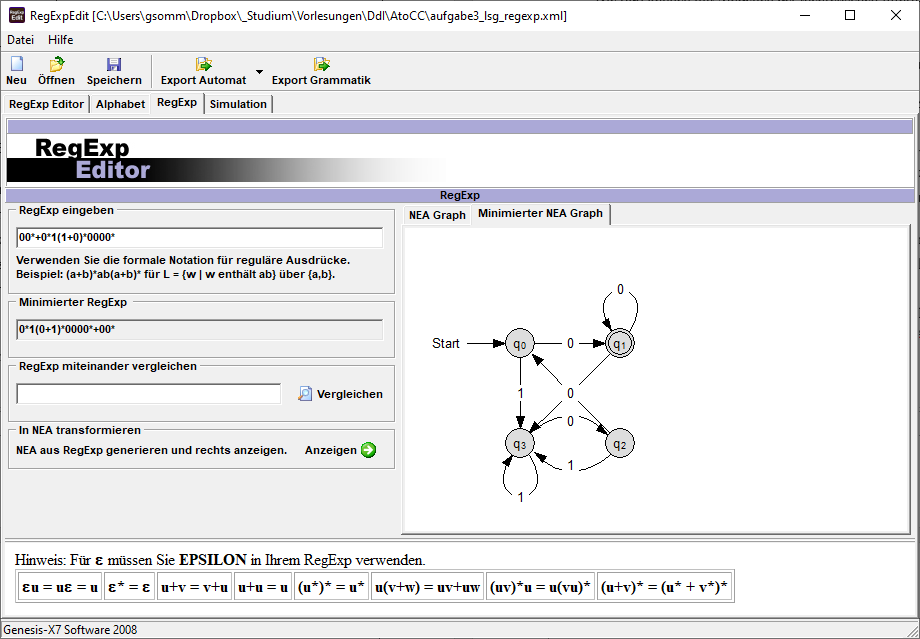 RegExpEdit [C:\Users\gsomm\Dropbox\_Studium\Vorlesungen\DdI\AtoCC\aufgabe3_lsg_regexp.xml]
Datei Hilfe
Neu Öffnen Speichern Export Automat Export Grammatik
RegExp Editor Alphabet RegExp Simulation
RegExp
Editor
RegExp
RegExp eingeben
00*+0*1(1+0)*0000*
Verwenden Sie die formale Notation für reguläre Ausdrücke.
Beispiel: (a+b)*ab(a+b)* für L = {w | w enthält ab} über {a,b}.
Minimierter RegExp
0*1(0+1)*0000*+00*
RegExp miteinander vergleichen
Vergleichen
In NEA transformieren
NEA aus RegExp generieren und rechts anzeigen. Anzeigen
NEA Graph Minimierter NEA Graph
0
Start q0 0 q1
1 0
0
q3 q2
1
1
Hinweis: Für ε müssen Sie EPSILON in Ihrem RegExp verwenden.
εu = uε = u ε* = ε u+v = v+u u+u = u (u*)* = u* u(v+w) = uv+uw (uv)*u = u(vu)* (u+v)* = (u* + v*)*
Genesis-X7 Software 2008